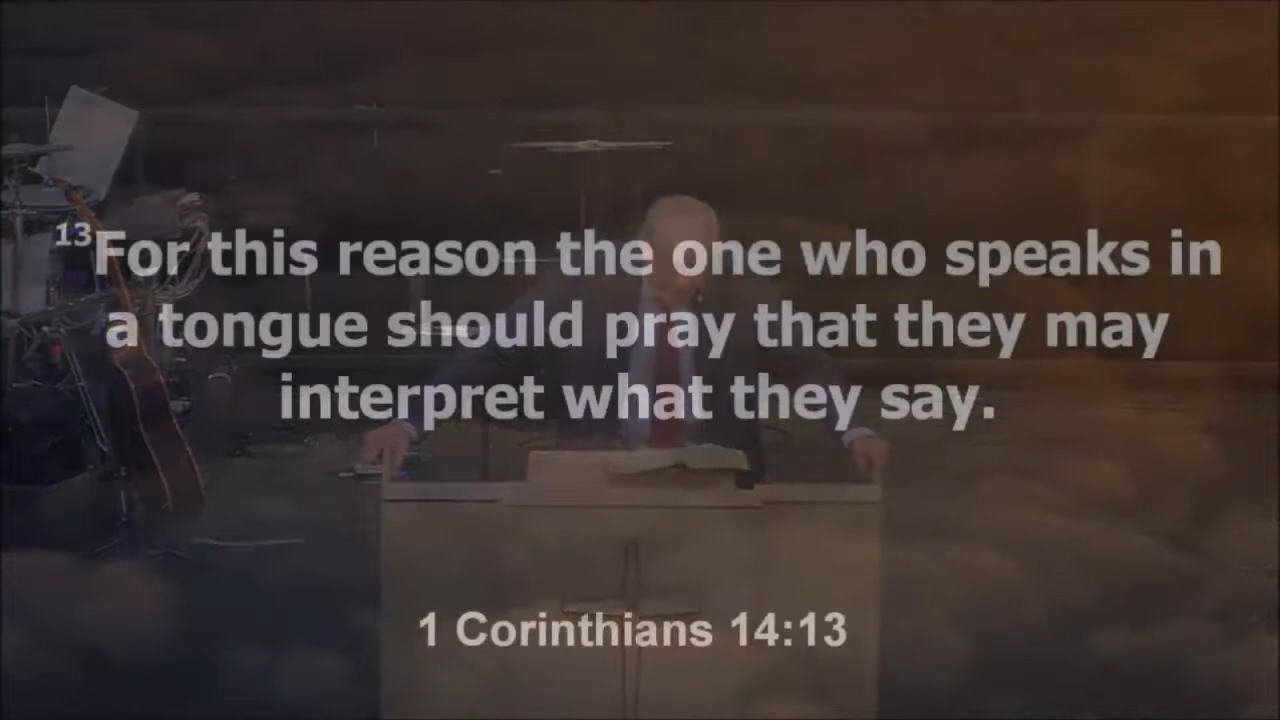 13For this reason the one who speaks in
a tongue should pray that they may
interpret what they say.
1 Corinthians 14:13